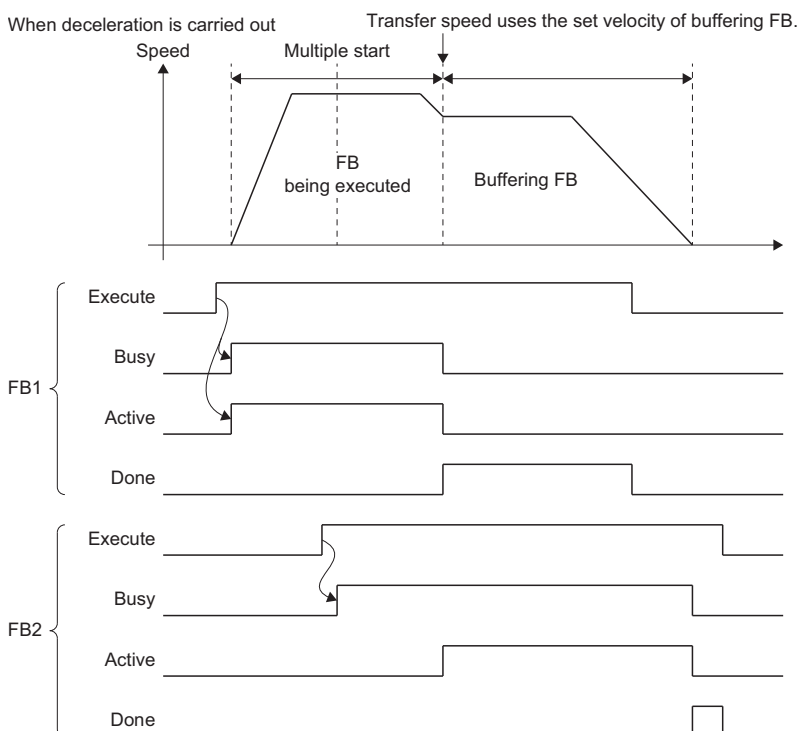 When deceleration is carried out
Transfer speed uses the set velocity of buffering FB.
Speed
Multiple start
FB
being executed
Buffering FB
FB1
Execute
Busy
Active
Done
FB2
Execute
Busy
Active
Done